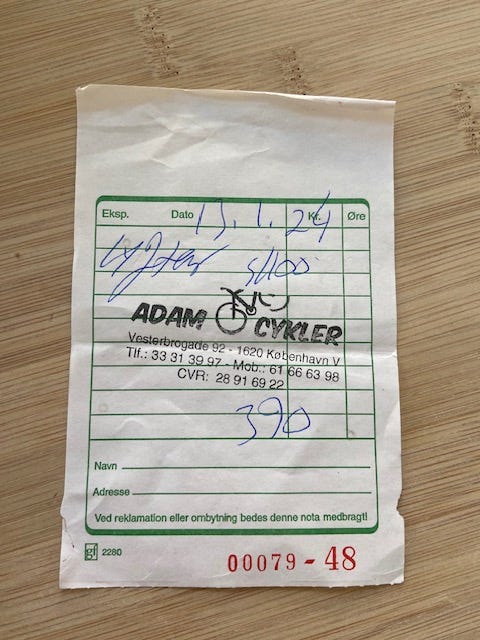 Eksp. Dato 13.1.24 Kr. Øre
ADAM CYKLER
Vesterbrogade 92 - 1620 København V
Tlf.: 33 31 39 97 - Mob.: 61 66 63 98
CVR: 28 91 69 22
390
Navn
Adresse
Ved reklamation eller ombytning bedes denne nota medbragt!
gf 2280 00079 - 48